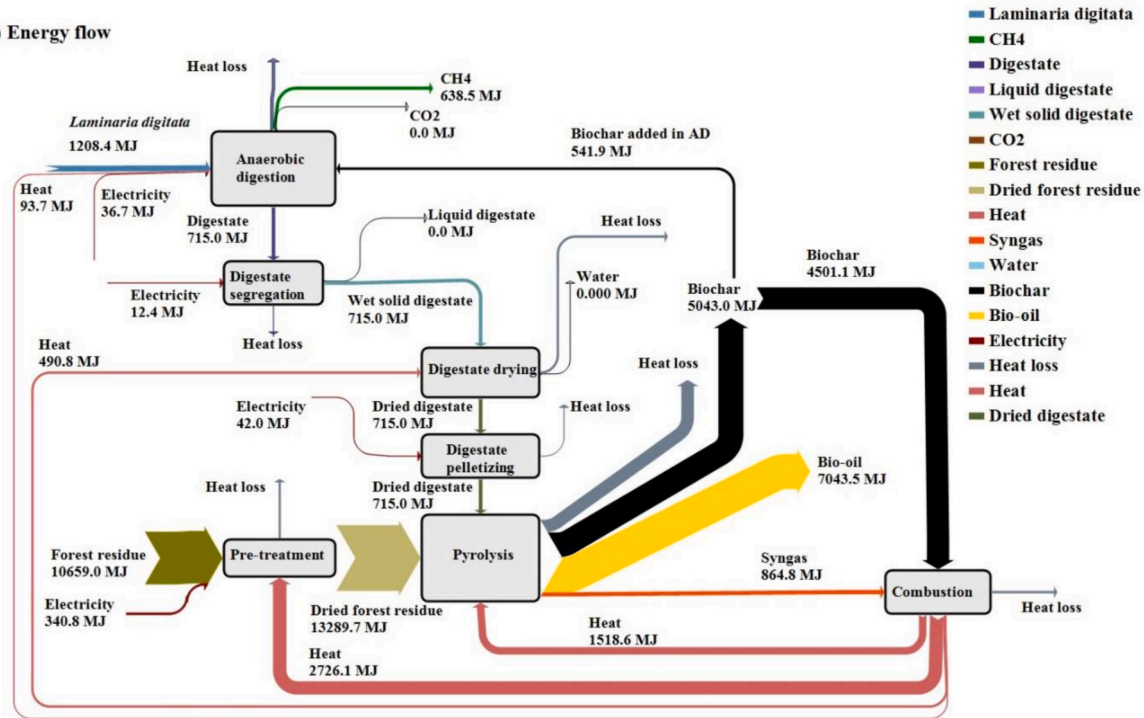 ) Energy flow
Heat loss
CH4
638.5 MJ
CO2
0.0 MJ
Laminaria digitata
1208.4 MJ
Anaerobic
digestion
Biochar added in AD
541.9 MJ
Heat
93.7 MJ
Electricity
36.7 MJ
Digestate
715.0 MJ
Liquid digestate
0.0 MJ
Heat loss
Digestate
segregation
Electricity
12.4 MJ
Wet solid digestate
715.0 MJ
Water
0.000 MJ
Biochar
5043.0 MJ
Biochar
4501.1 MJ
Heat loss
Heat
490.8 MJ
Digestate drying
Heat loss
Electricity
42.0 MJ
Dried digestate
715.0 MJ
Heat loss
Digestate
pelletizing
Bio-oil
7043.5 MJ
Heat loss
Dried digestate
715.0 MJ
Forest residue
10659.0 MJ
Pre-treatment
Pyrolysis
Syngas
864.8 MJ
Combustion
Heat loss
Electricity
340.8 MJ
Dried forest residue
13289.7 MJ
Heat
1518.6 MJ
Heat
2726.1 MJ
Laminaria digitata
CH4
Digestate
Liquid digestate
Wet solid digestate
CO2
Forest residue
Dried forest residue
Heat
Syngas
Water
Biochar
Bio-oil
Electricity
Heat loss
Heat
Dried digestate